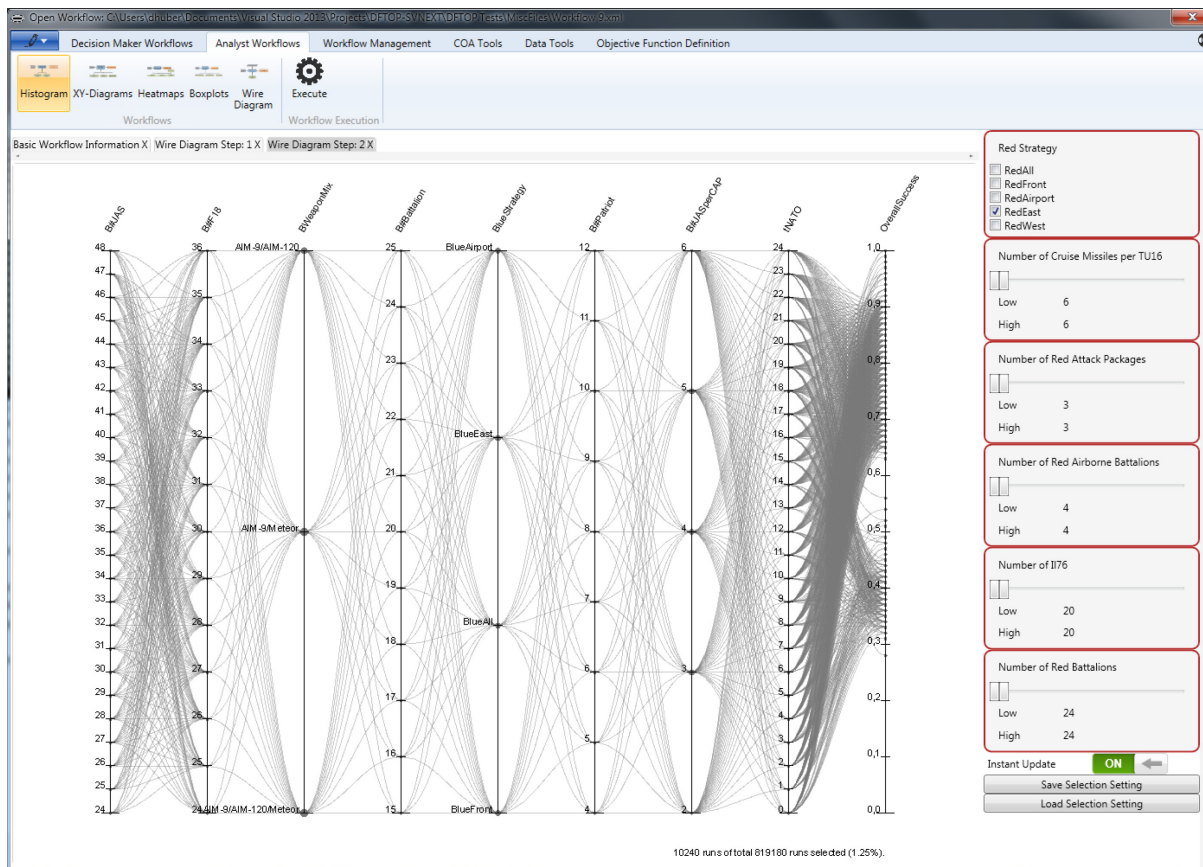 Open Workflow: C:\Users\dhuber\Documents\Visual Studio 2013\Projects\DFTOP-SVNEXT\DFTOP.Tests\MiscFiles\Workflow-9.xml
Decision Maker Workflows Analyst Workflows Workflow Management COA Tools Data Tools Objective Function Definition
Histogram XY-Diagrams Heatmaps Boxplots Wire Diagram Execute
Workflows Workflow Execution
Basic Workflow Information X Wire Diagram Step: 1 X Wire Diagram Step: 2 X
B#JAS B#F18 BWeaponMix B#Battalion BlueStrategy B#Patriot B#JASperCAP tNATO OverallSuccess
48
47
46
45
44
43
42
41
40
39
38
37
36
35
34
33
32
31
30
29
28
27
26
25
24
36
35
34
33
32
31
30
29
28
27
26
25
24
AIM-9/AIM-120
AIM-9/Meteor
AIM-9/AIM-120/Meteor
25
24
23
22
21
20
19
18
17
16
15
BlueAirport
BlueEast
BlueAll
BlueFront
12
11
10
9
8
7
6
5
4
6
5
4
3
2
24
23
22
21
20
19
18
17
16
15
14
13
12
11
10
9
8
7
6
5
4
3
2
1
0
1,0
0,9
0,8
0,7
0,6
0,5
0,4
0,3
0,2
0,1
0,0
10240 runs of total 819180 runs selected (1.25%).
Red Strategy
RedAll
RedFront
RedAirport
RedEast
RedWest
Number of Cruise Missiles per TU16
Low 6
High 6
Number of Red Attack Packages
Low 3
High 3
Number of Red Airborne Battalions
Low 4
High 4
Number of Il76
Low 20
High 20
Number of Red Battalions
Low 24
High 24
Instant Update ON
Save Selection Setting
Load Selection Setting